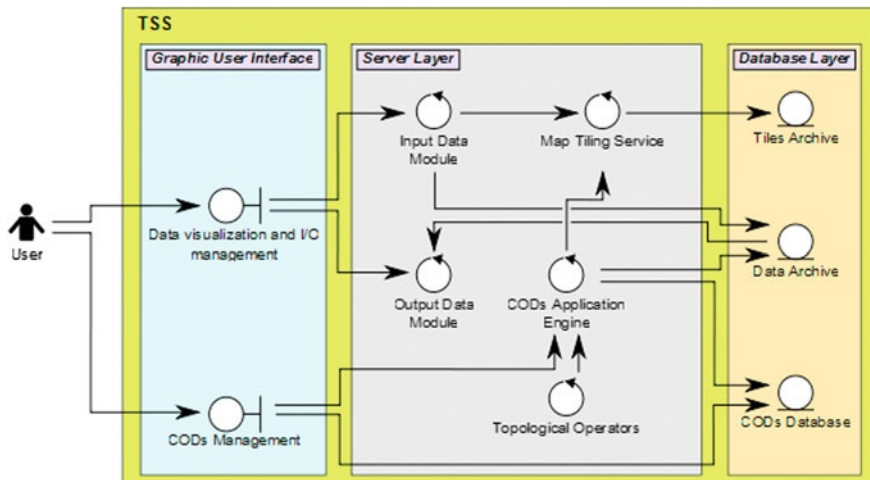 TSS
Graphic User Interface
Server Layer
Database Layer
Input Data
Module
Map Tiling Service
Tiles Archive
User
Data visualization and I/O
management
Output Data
Module
CODs Application
Engine
Data Archive
CODs Management
Topological Operators
CODs Database